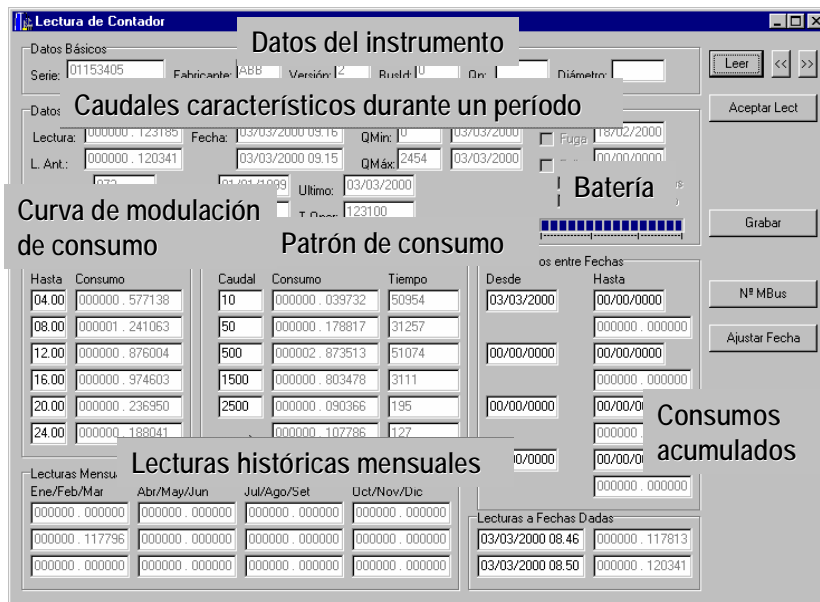 Lectura de Contador
Datos Básicos
Datos del instrumento
Serie: 01153405 Fabricante: ABB Versión: 2 BusId: 0 Qn: Diámetro:
Leer << >>
Datos
Caudales característicos durante un período
Aceptar Lect
Lectura: 000000 . 123185 Fecha: 03/03/2000 09.16 QMin: 0 03/03/2000 Fuga 18/02/2000
L. Ant.: 000000 . 120341 03/03/2000 09.15 QMáx: 2454 03/03/2000 00/00/0000
01/01/1999 Ultimo: 03/03/2000
Batería
T.Oper: 123100
Curva de modulación
de consumo
Patrón de consumo
Grabar
os entre Fechas
Hasta Consumo Caudal Consumo Tiempo Desde Hasta
04.00 000000 . 577138 10 000000 . 039732 50954 03/03/2000 00/00/0000
Nº MBus
08.00 000001 . 241063 50 000000 . 178817 31257 000000 . 000000
Ajustar Fecha
12.00 000000 . 876004 500 000002 . 873513 51074 00/00/0000 00/00/0000
16.00 000000 . 974603 1500 000000 . 803478 3111 000000 . 000000
20.00 000000 . 236950 2500 000000 . 090366 195 00/00/0000
24.00 000000 . 188041 000000 . 107786 127
Consumos
acumulados
000000 . 000000
Lecturas históricas mensuales
Lecturas
Ene/Feb/Mar Abr/May/Jun Jul/Ago/Set Oct/Nov/Dic
000000 . 000000 000000 . 000000 000000 . 000000 000000 . 000000
Lecturas a Fechas Dadas
000000 . 117796 000000 . 000000 000000 . 000000 000000 . 000000 03/03/2000 08.46 000000 . 117813
000000 . 000000 000000 . 000000 000000 . 000000 000000 . 000000 03/03/2000 08.50 000000 . 120341